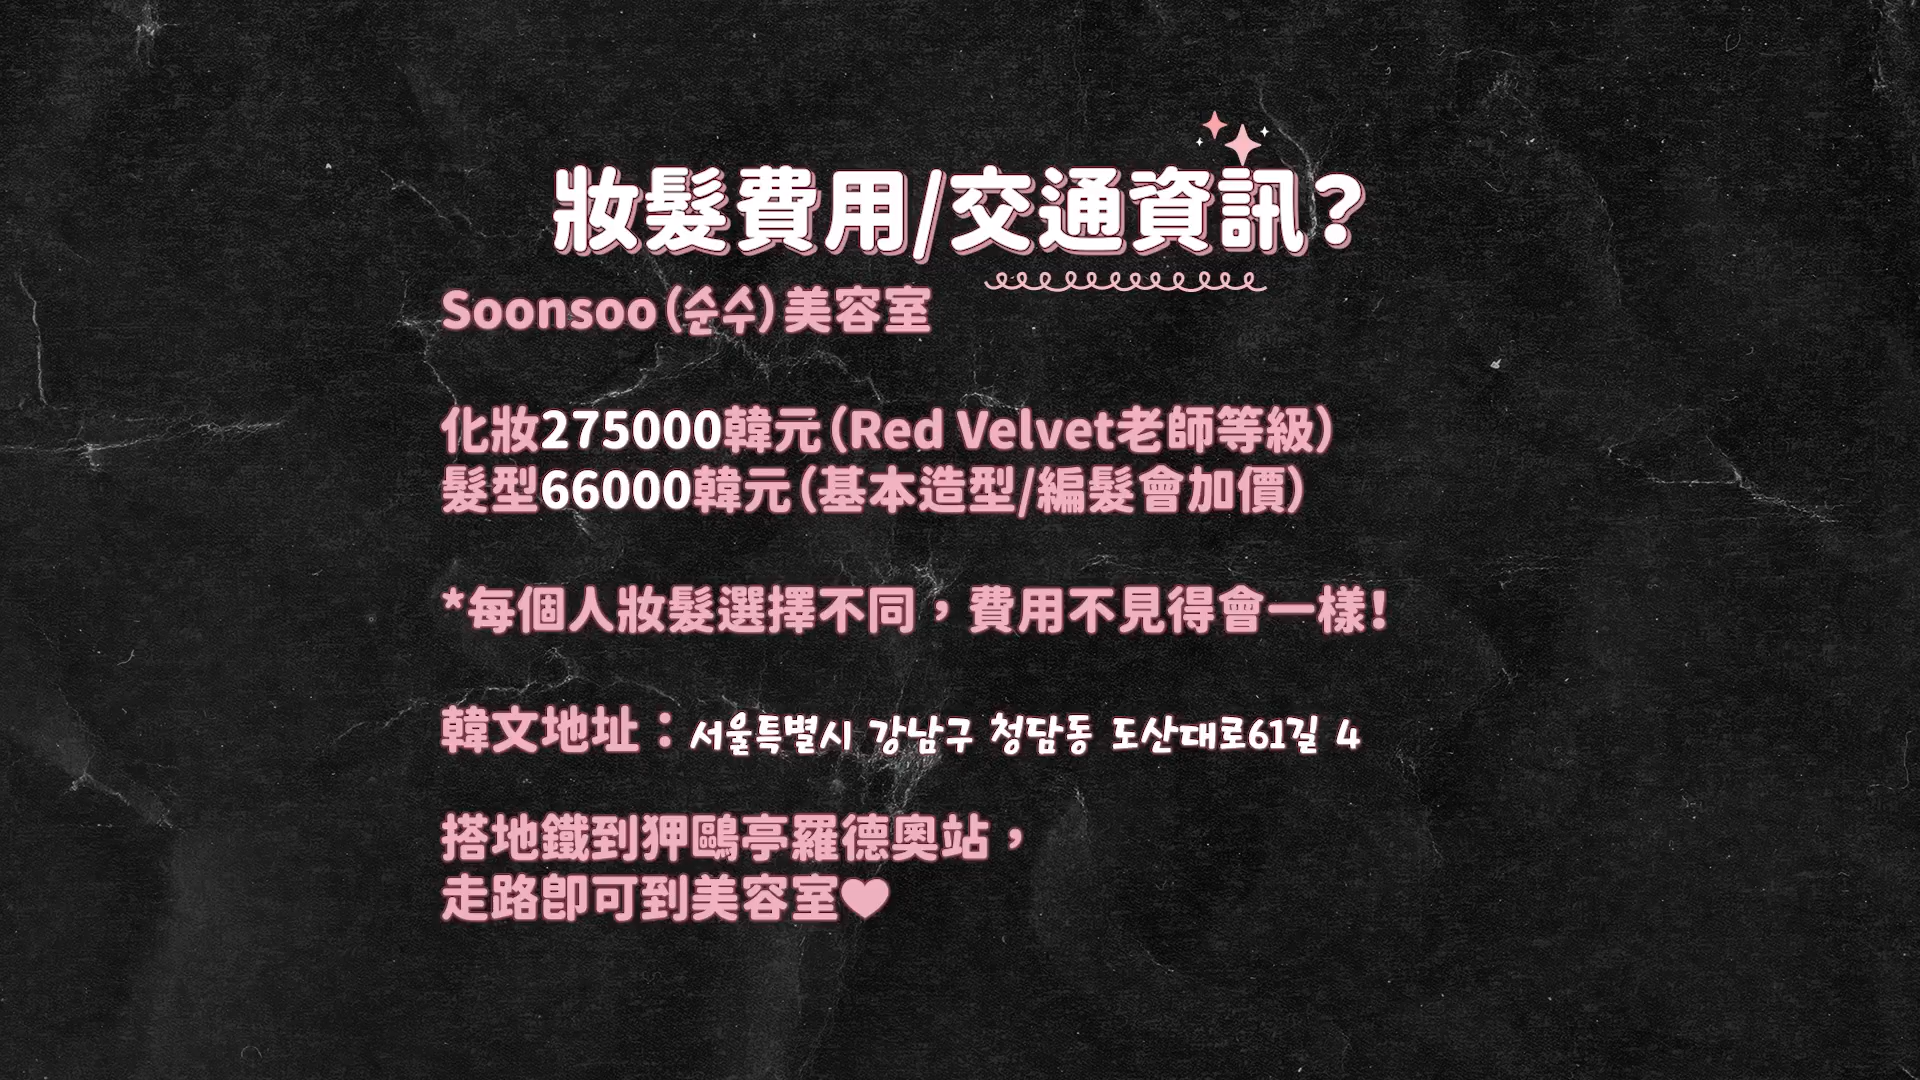 妝髮費用/交通資訊?
Soonsoo(순수)美容室
化妝275000韓元(Red Velvet老師等級)
髮型66000韓元(基本造型/編髮會加價)
*每個人妝髮選擇不同，費用不見得會一樣!
韓文地址：서울특별시 강남구 청담동 도산대로61길 4
搭地鐵到狎鷗亭羅德奧站，
走路即可到美容室♥